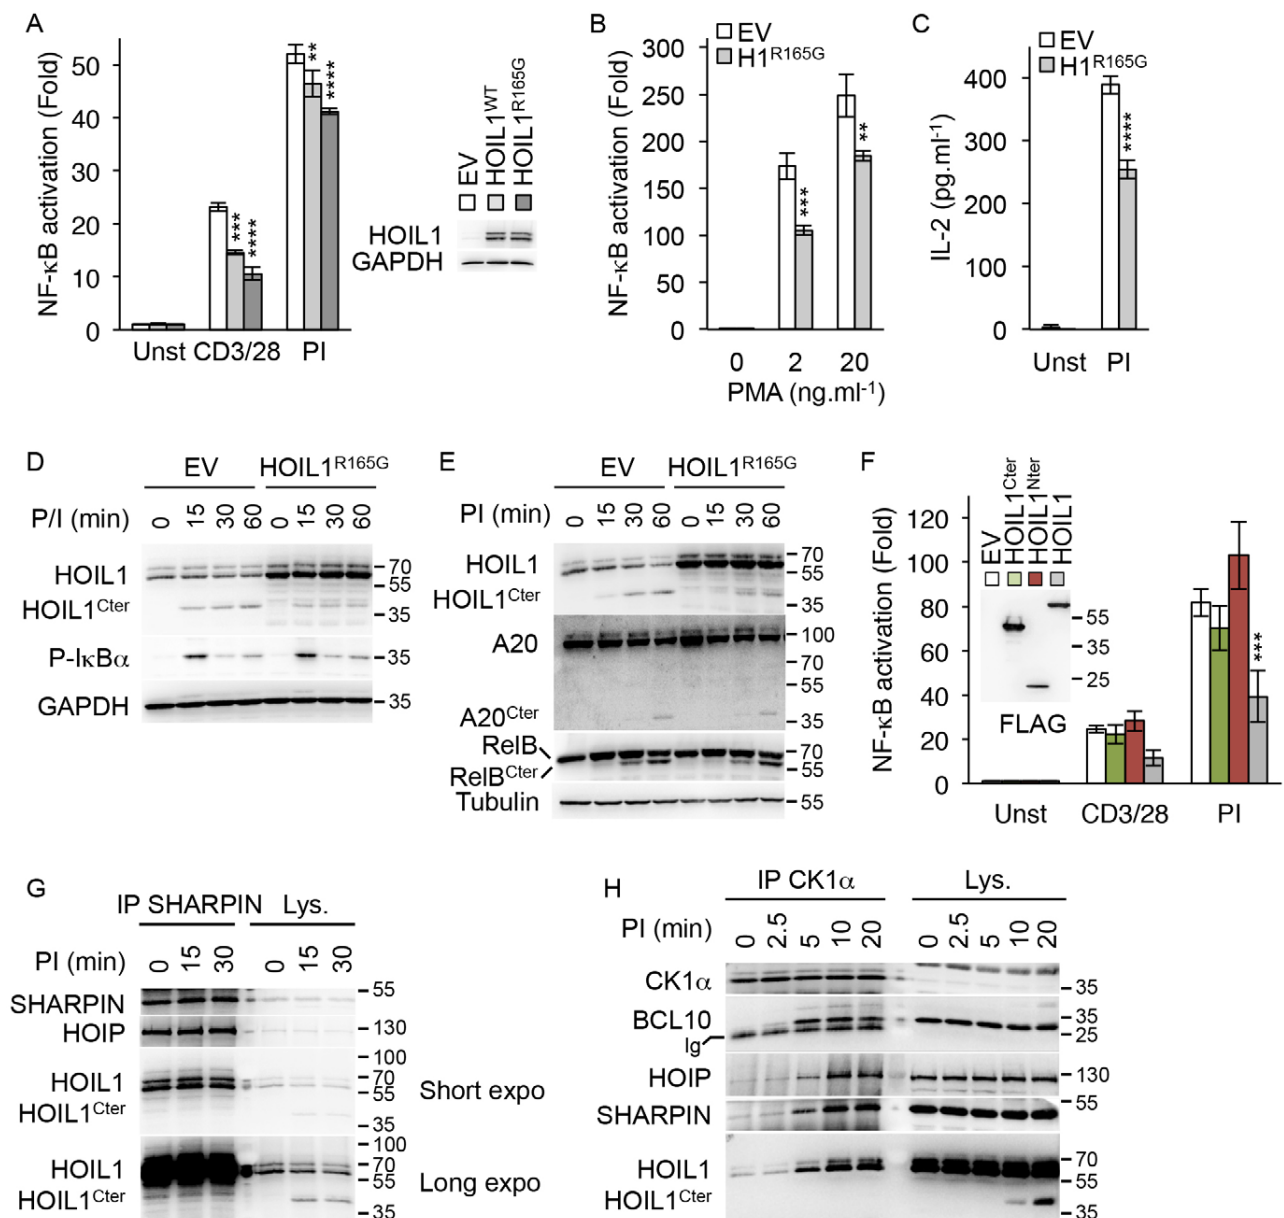 A
NF-κB activation (Fold)
50
40
30
20
10
0
Unst CD3/28 PI
** ****
*** ****
EV
HOIL1WT
HOIL1R165G
HOIL1
GAPDH
B
EV
H1R165G
NF-κB activation (Fold)
300
250
200
150
100
50
0
***
**
0 2 20
PMA (ng.ml-1)
C
EV
H1R165G
IL-2 (pg.ml-1)
400
300
200
100
0
****
Unst PI
D
EV HOIL1R165G
P/I (min) 0 15 30 60 0 15 30 60
HOIL1 70
55
HOIL1Cter 35
P-IκBα 35
GAPDH 35
E
EV HOIL1R165G
PI (min) 0 15 30 60 0 15 30 60
HOIL1 70
55
HOIL1Cter 35
A20 100
70
55
A20Cter 35
RelB 70
RelBCter 55
Tubulin 55
F
EV
HOIL1Cter
HOIL1Nter
HOIL1
NF-κB activation (Fold)
120
100
80
60
40
20
0
55
35
25
FLAG
***
Unst CD3/28 PI
G
IP SHARPIN Lys.
PI (min) 0 15 30 0 15 30
SHARPIN 55
HOIP 130
100
HOIL1 70
55
HOIL1Cter 35
Short expo
100
HOIL1 70
55
HOIL1Cter 35
Long expo
H
IP CK1α Lys.
PI (min) 0 2.5 5 10 20 0 2.5 5 10 20
CK1α 35
BCL10 35
25
Ig
HOIP 130
SHARPIN 55
HOIL1 70
55
HOIL1Cter 35